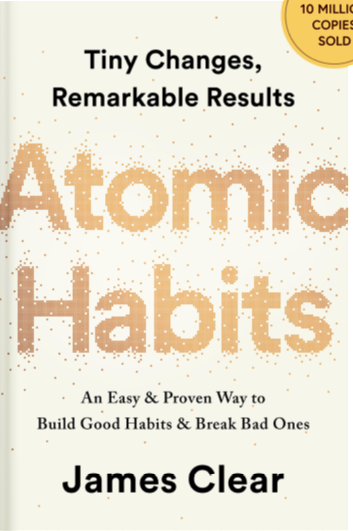 10 MILLION
COPIES
SOLD
Tiny Changes,
Remarkable Results
Atomic
Habits
An Easy & Proven Way to
Build Good Habits & Break Bad Ones
James Clear